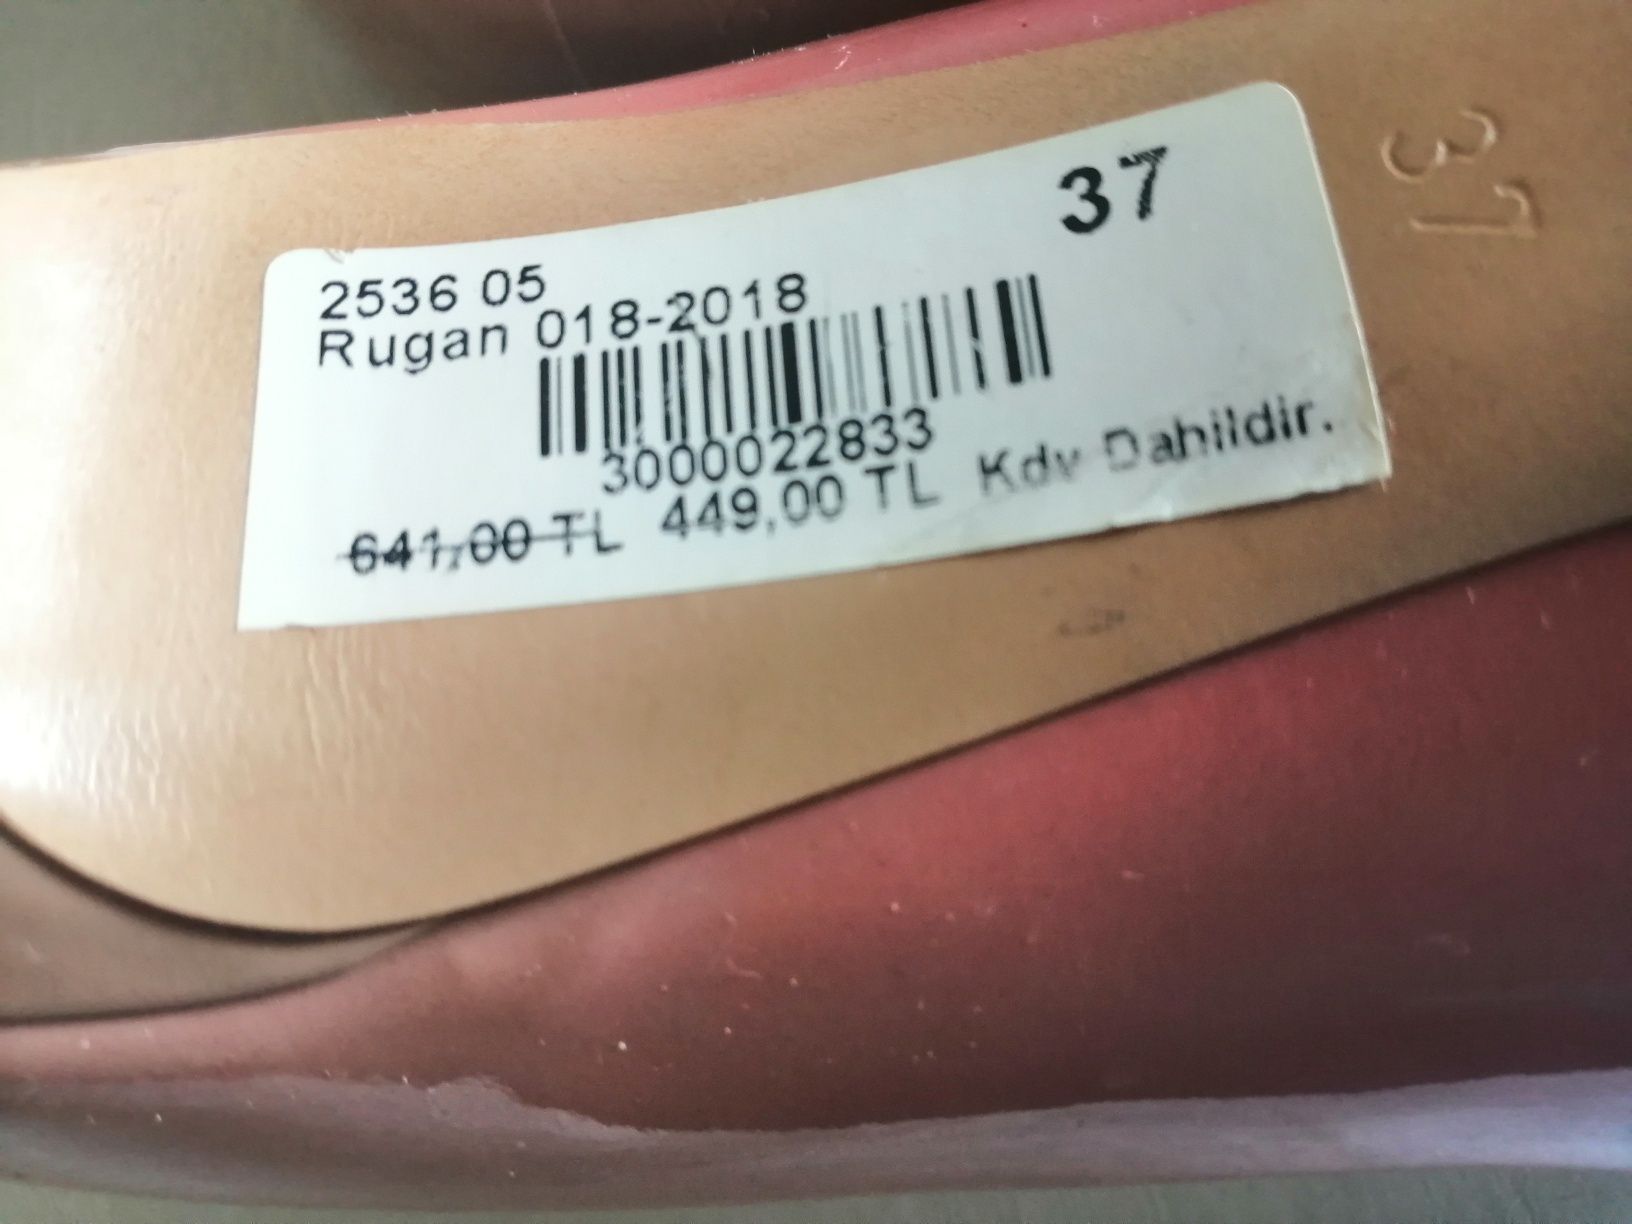 37
2536 05
Rugan 018-2018
3000022833
641,00 TL 449,00 TL Kdv Dahildir.
37